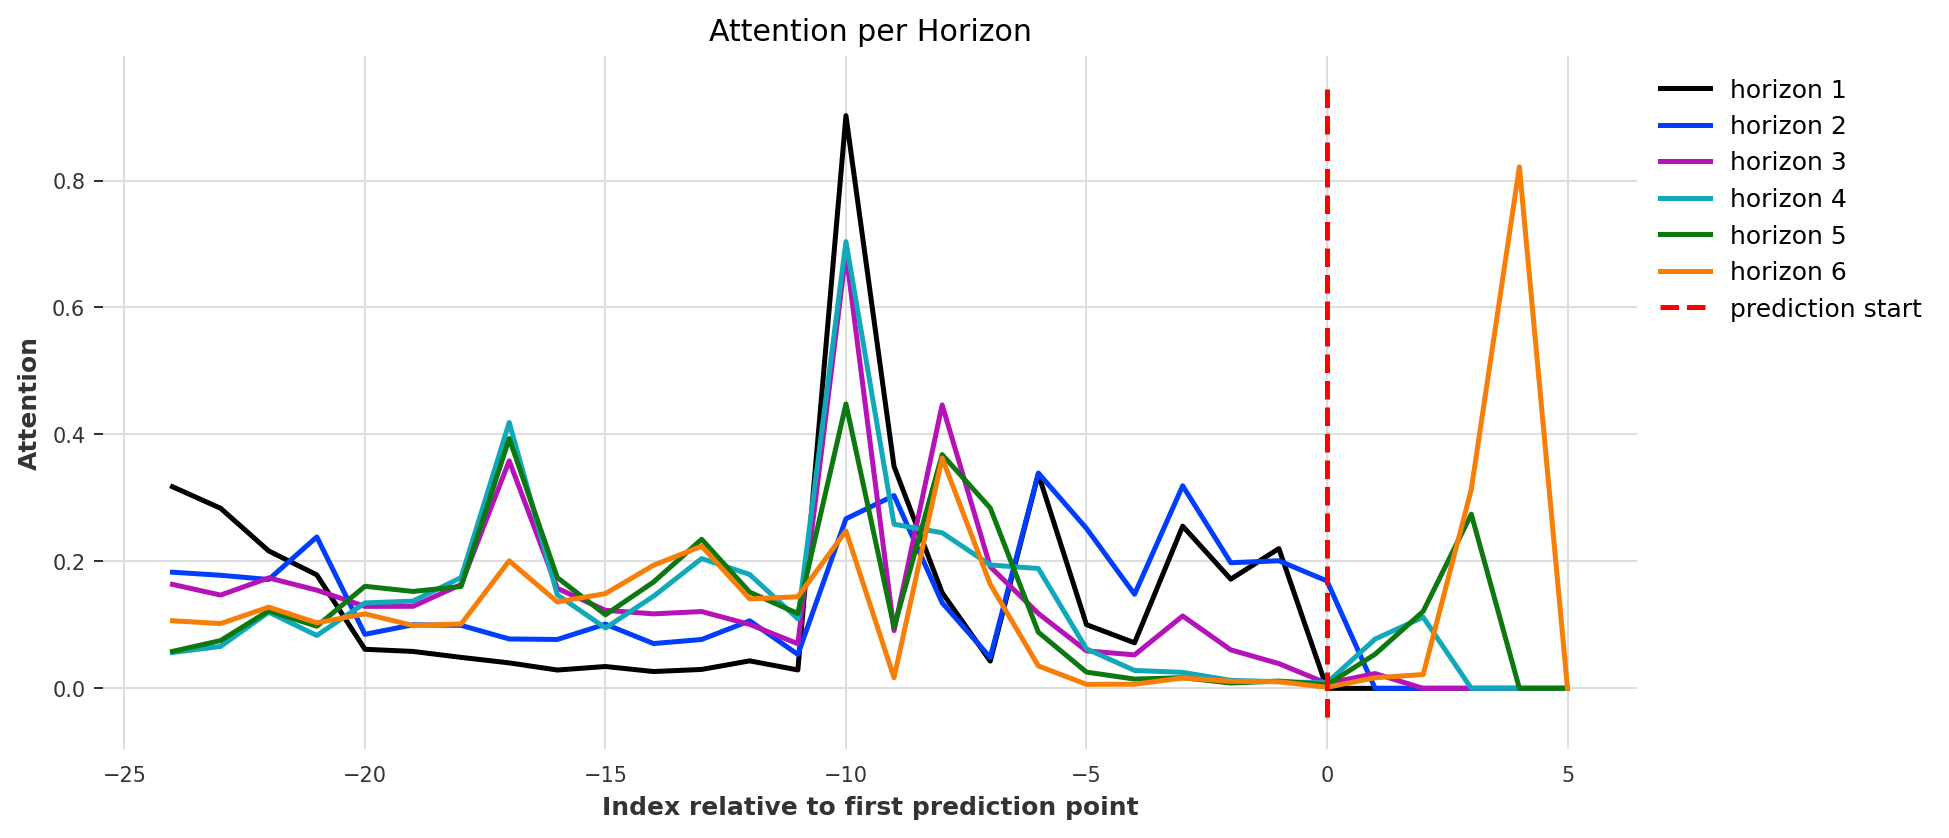 Attention per Horizon
horizon 1
horizon 2
horizon 3
horizon 4
horizon 5
horizon 6
prediction start
Attention
0.8
0.6
0.4
0.2
0.0
−25
−20
−15
−10
−5
0
5
Index relative to first prediction point